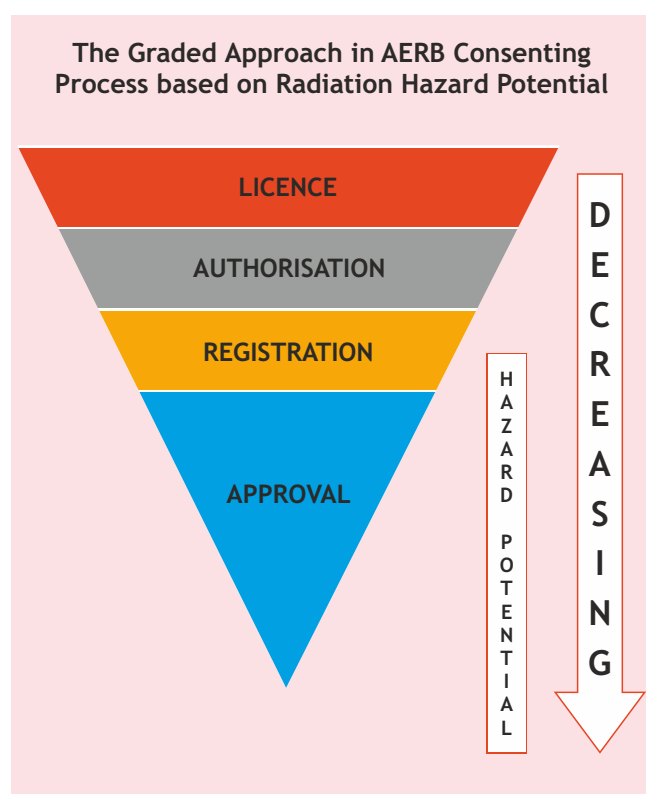 The Graded Approach in AERB Consenting
Process based on Radiation Hazard Potential
LICENCE
AUTHORISATION
REGISTRATION
APPROVAL
HAZARD POTENTIAL
DECREASING